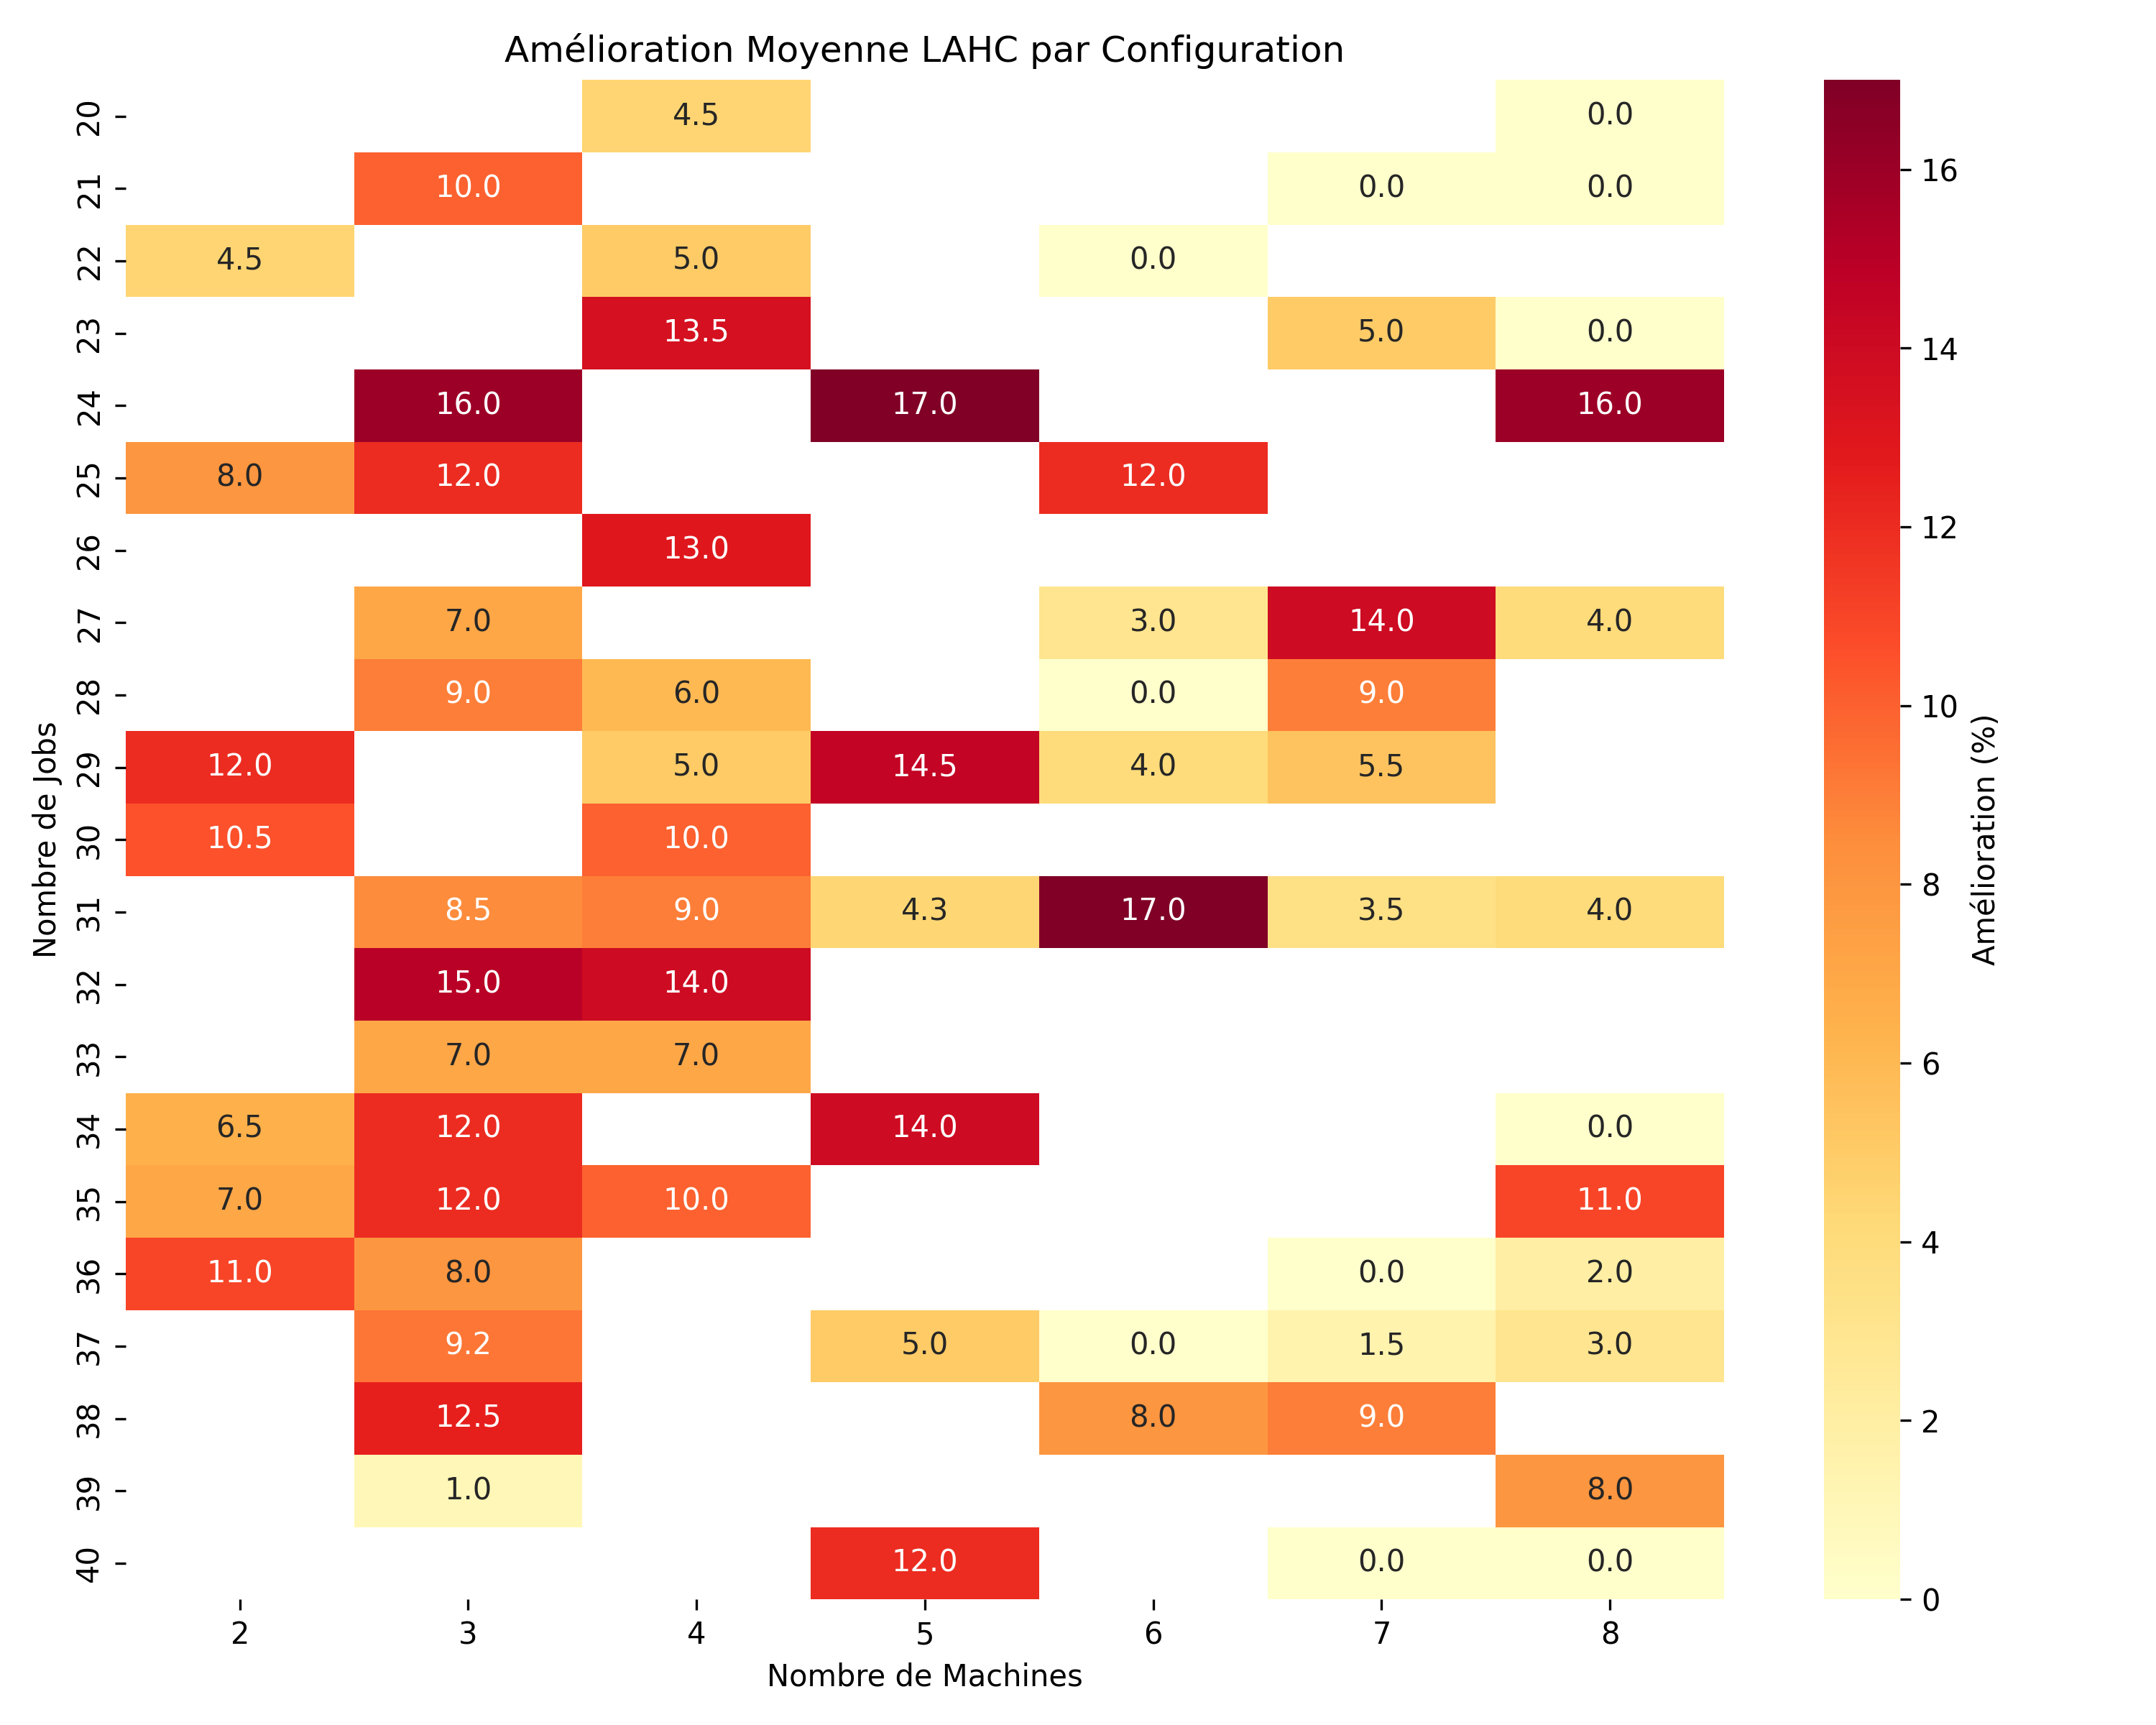 Amélioration Moyenne LAHC par Configuration
Nombre de Jobs
20 4.5 0.0
21 10.0 0.0 0.0
22 4.5 5.0 0.0
23 13.5 5.0 0.0
24 16.0 17.0 16.0
25 8.0 12.0 12.0
26 13.0
27 7.0 3.0 14.0 4.0
28 9.0 6.0 0.0 9.0
29 12.0 5.0 14.5 4.0 5.5
30 10.5 10.0
31 8.5 9.0 4.3 17.0 3.5 4.0
32 15.0 14.0
33 7.0 7.0
34 6.5 12.0 14.0 0.0
35 7.0 12.0 10.0 11.0
36 11.0 8.0 0.0 2.0
37 9.2 5.0 0.0 1.5 3.0
38 12.5 8.0 9.0
39 1.0 8.0
40 12.0 0.0 0.0
2 3 4 5 6 7 8
Nombre de Machines
16
14
12
10
8
6
4
2
0
Amélioration (%)